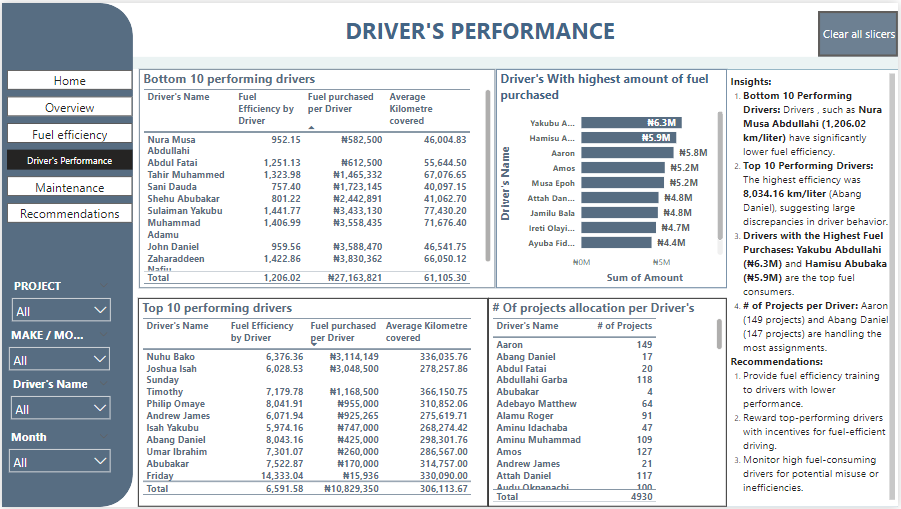 DRIVER'S PERFORMANCE
Clear all slicers
Home
Overview
Fuel efficiency
Driver's Performance
Maintenance
Recommendations
PROJECT
All
MAKE / MO...
All
Driver's Name
All
Month
All
Bottom 10 performing drivers
Driver's Name Fuel Efficiency by Driver Fuel purchased per Driver Average Kilometre covered
Nura Musa Abdullahi 952.15 ₦582,500 46,004.83
Abdul Fatai 1,251.13 ₦612,500 55,644.50
Tahir Muhammed 1,323.98 ₦1,465,332 67,076.65
Sani Dauda 757.40 ₦1,723,145 40,097.15
Shehu Abubakar 801.22 ₦2,442,891 41,062.70
Sulaiman Yakubu 1,441.77 ₦3,433,130 77,430.20
Muhammad Adamu 1,406.99 ₦3,558,435 71,676.40
John Daniel 959.56 ₦3,588,470 46,541.75
Zaharaddeen Nafiu 1,422.86 ₦3,830,362 66,050.12
Total 1,206.02 ₦27,163,821 61,105.30
Driver's With highest amount of fuel
purchased
Driver's Name
Yakubu A... ₦6.3M
Hamisu A... ₦5.9M
Aaron ₦5.8M
Amos ₦5.2M
Musa Epoh ₦5.2M
Attah Dan... ₦4.8M
Jamilu Bala ₦4.8M
Ireti Olayi... ₦4.7M
Ayuba Fid... ₦4.4M
₦0M ₦5M
Sum of Amount
Top 10 performing drivers
Driver's Name Fuel Efficiency by Driver Fuel purchased per Driver Average Kilometre covered
Nuhu Bako 6,376.36 ₦3,114,149 336,035.76
Joshua Isah Sunday 6,028.53 ₦3,048,500 278,257.86
Timothy 7,179.78 ₦1,168,500 366,150.75
Philip Omaye 8,041.91 ₦955,000 310,852.06
Andrew James 6,071.94 ₦925,265 275,619.71
Isah Yakubu 5,974.16 ₦747,000 268,274.42
Abang Daniel 8,043.16 ₦425,000 298,301.76
Umar Ibrahim 7,301.07 ₦260,000 286,567.00
Abubakar 7,522.87 ₦170,000 314,757.00
Friday 14,333.04 ₦15,936 330,090.00
Total 6,591.58 ₦10,829,350 306,113.67
# Of projects allocation per Driver's
Driver's Name # of Projects
Aaron 149
Abang Daniel 17
Abdul Fatai 20
Abdullahi Garba 118
Abubakar 4
Adebayo Matthew 64
Alamu Roger 91
Aminu Idachaba 47
Aminu Muhammad 109
Amos 127
Andrew James 21
Attah Daniel 117
Audu Okpanachi 100
Total 4930
Insights:
1. Bottom 10 Performing
Drivers: Drivers , such as Nura
Musa Abdullahi (1,206.02
km/liter) have significantly
lower fuel efficiency.
2. Top 10 Performing Drivers:
The highest efficiency was
8,034.16 km/liter (Abang
Daniel), suggesting large
discrepancies in driver behavior.
3. Drivers with the Highest Fuel
Purchases: Yakubu Abdullahi
(₦6.3M) and Hamisu Abubaka
(₦5.9M) are the top fuel
consumers.
4. # of Projects per Driver: Aaron
(149 projects) and Abang Daniel
(147 projects) are handling the
most assignments.
Recommendations:
1. Provide fuel efficiency training
to drivers with lower
performance.
2. Reward top-performing drivers
with incentives for fuel-efficient
driving.
3. Monitor high fuel-consuming
drivers for potential misuse or
inefficiencies.